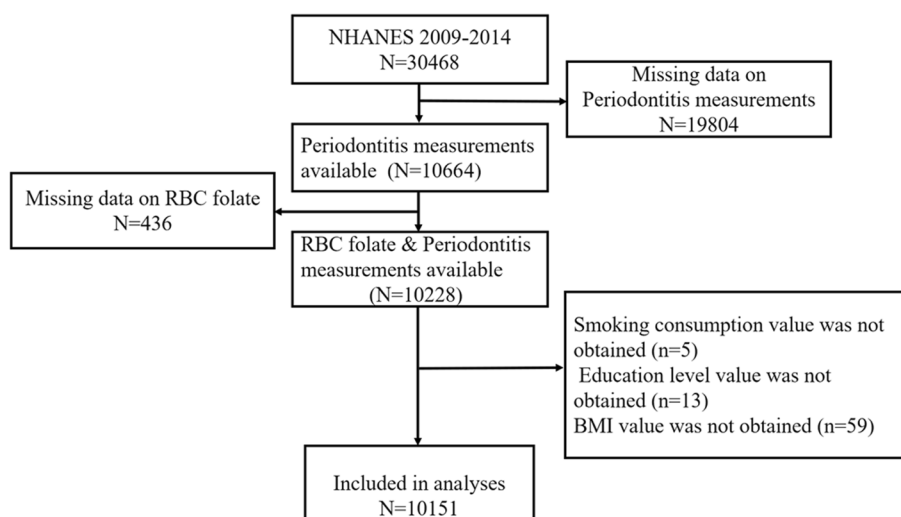 NHANES 2009-2014
N=30468
Missing data on
Periodontitis measurements
N=19804
Periodontitis measurements
available (N=10664)
Missing data on RBC folate
N=436
RBC folate & Periodontitis
measurements available
(N=10228)
Smoking consumption value was not
obtained (n=5)
Education level value was not
obtained (n=13)
BMI value was not obtained (n=59)
Included in analyses
N=10151